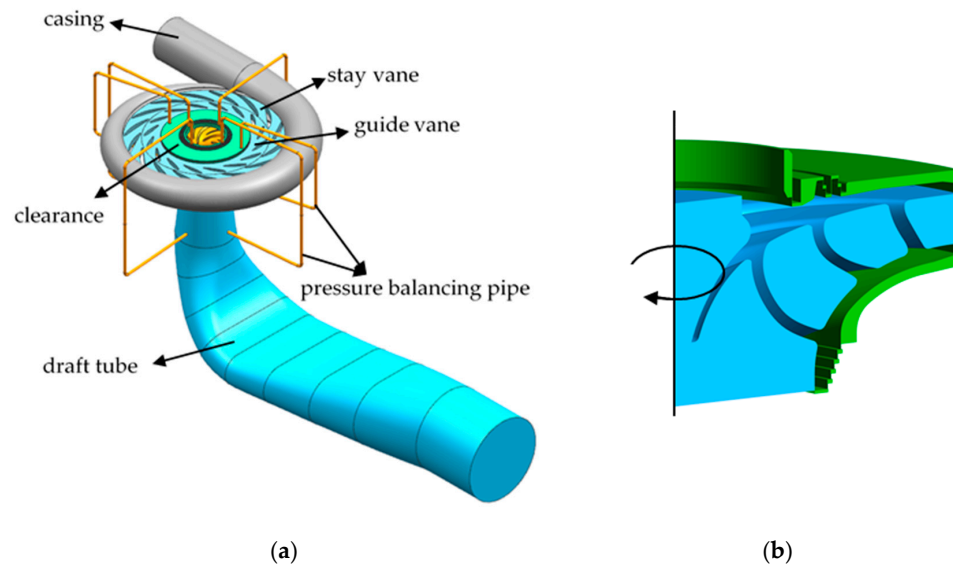 casing
stay vane
guide vane
clearance
pressure balancing pipe
draft tube
(a)
(b)